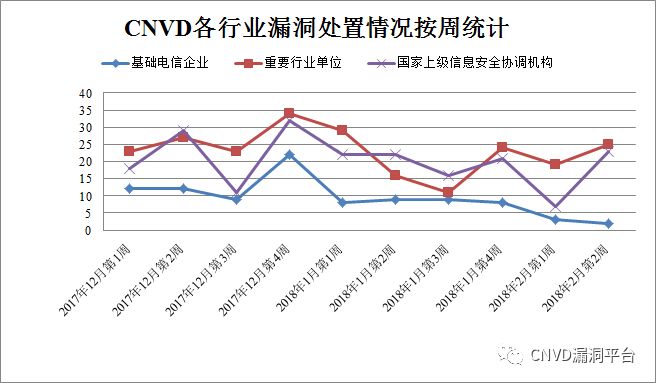 CNVD各行业漏洞处置情况按周统计
基础电信企业 重要行业单位 国家上级信息安全协调机构
40
35
30
25
20
15
10
5
0
2017年12月第1周
2017年12月第2周
2017年12月第3周
2017年12月第4周
2018年1月第1周
2018年1月第2周
2018年1月第3周
2018年1月第4周
2018年2月第1周
2018年2月第2周
CNVD漏洞平台